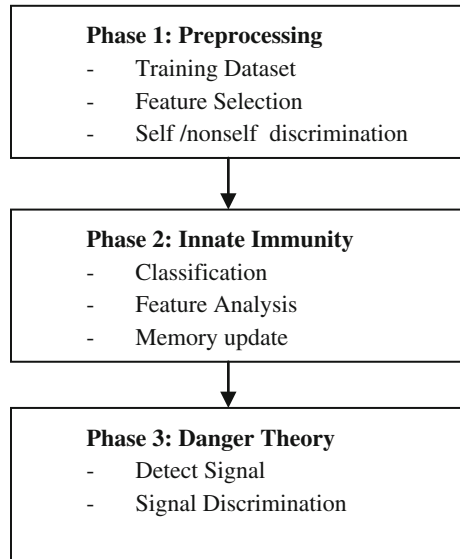 Phase 1: Preprocessing
- Training Dataset
- Feature Selection
- Self /nonself discrimination
Phase 2: Innate Immunity
- Classification
- Feature Analysis
- Memory update
Phase 3: Danger Theory
- Detect Signal
- Signal Discrimination